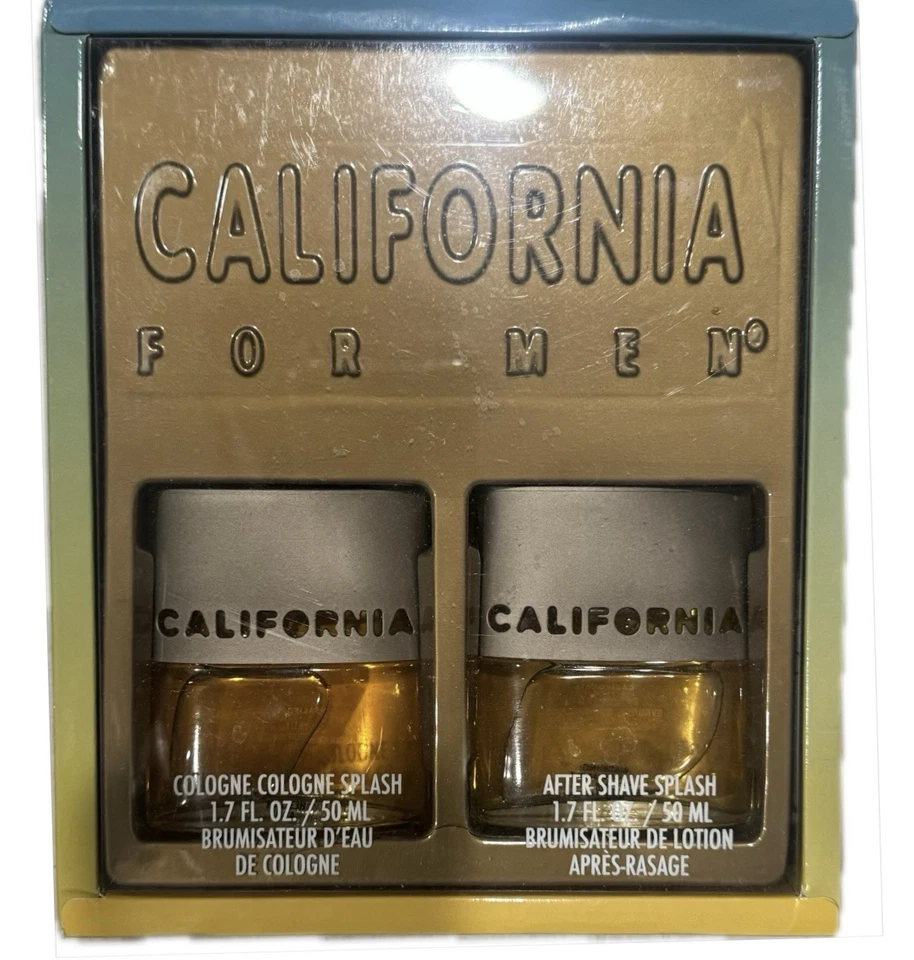 CALIFORNIA
FOR MEN®
CALIFORNIA
COLOGNE COLOGNE SPLASH
1.7 FL. OZ. / 50 ML
BRUMISATEUR D'EAU
DE COLOGNE
CALIFORNIA
AFTER SHAVE SPLASH
1.7 FL. OZ. / 50 ML
BRUMISATEUR DE LOTION
APRÈS-RASAGE